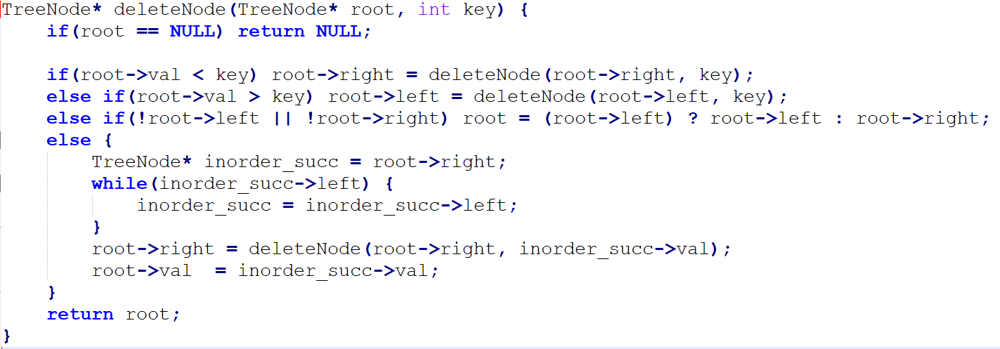 TreeNode* deleteNode(TreeNode* root, int key) {
    if(root == NULL) return NULL;

    if(root->val < key) root->right = deleteNode(root->right, key);
    else if(root->val > key) root->left = deleteNode(root->left, key);
    else if(!root->left || !root->right) root = (root->left) ? root->left : root->right;
    else {
        TreeNode* inorder_succ = root->right;
        while(inorder_succ->left) {
            inorder_succ = inorder_succ->left;
        }
        root->right = deleteNode(root->right, inorder_succ->val);
        root->val  = inorder_succ->val;
    }
    return root;
}